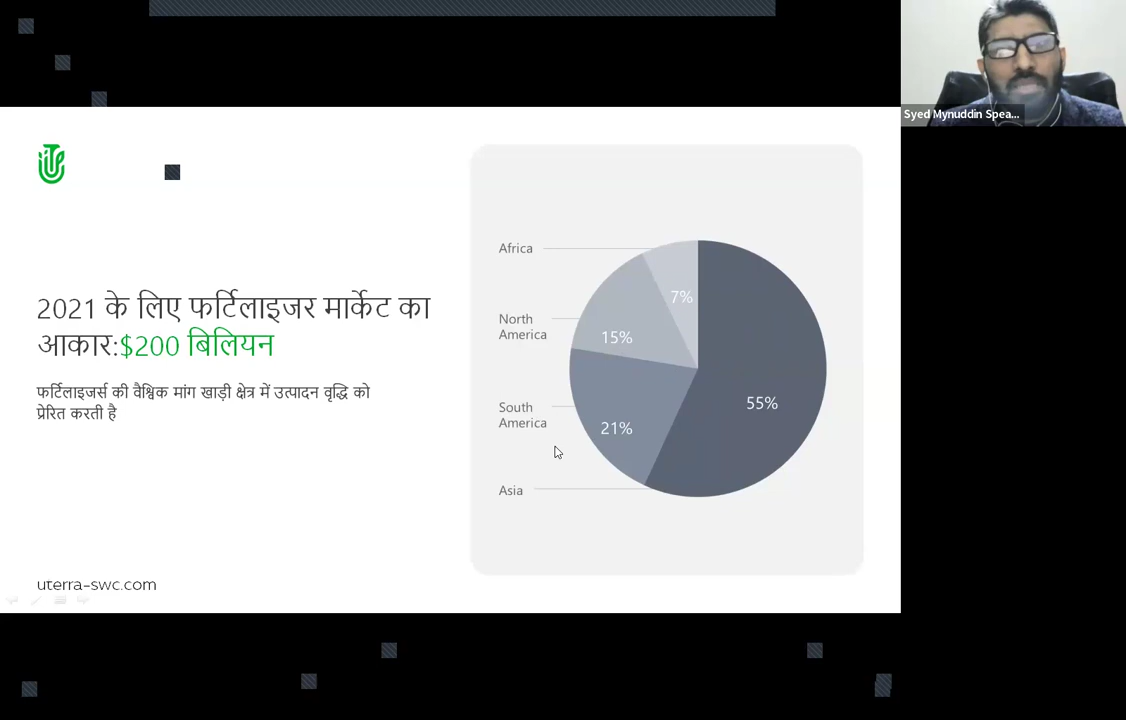 Syed Mynuddin Spea...
2021 के लिए फर्टिलाइजर मार्केट का
आकार:$200 बिलियन
फर्टिलाइजर्स की वैश्विक मांग खाड़ी क्षेत्र में उत्पादन वृद्धि को
प्रेरित करती है
uterra-swc.com
Africa
7%
North
America
15%
South
America
21%
55%
Asia